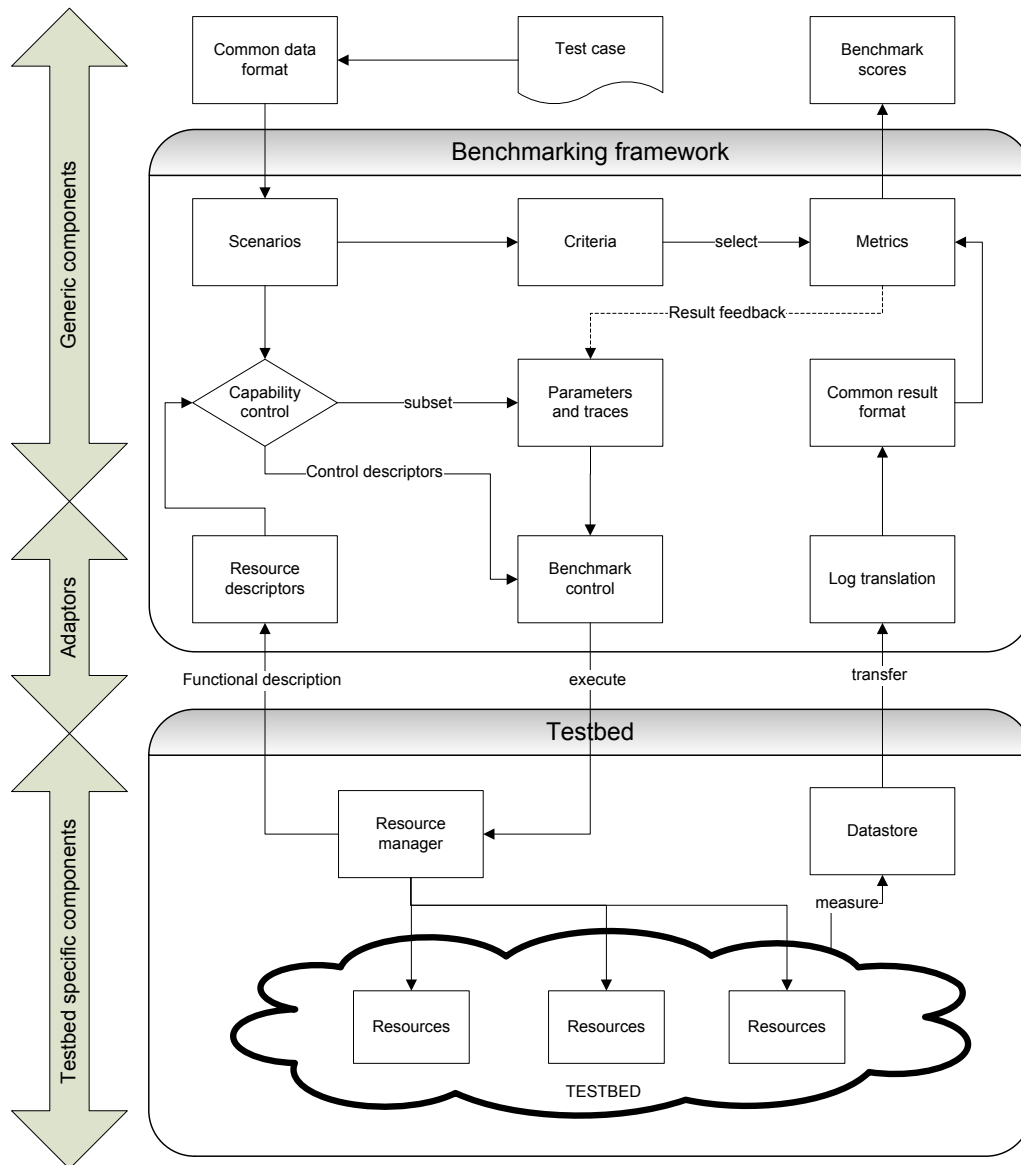 Common data
format
Test case
Benchmark
scores
Benchmarking framework
Generic components
Scenarios
Criteria
select
Metrics
Result feedback
Capability
control
subset
Parameters
and traces
Common result
format
Control descriptors
Adaptors
Resource
descriptors
Benchmark
control
Log translation
Functional description
execute
transfer
Testbed
Testbed specific components
Resource
manager
Datastore
measure
Resources
Resources
Resources
TESTBED